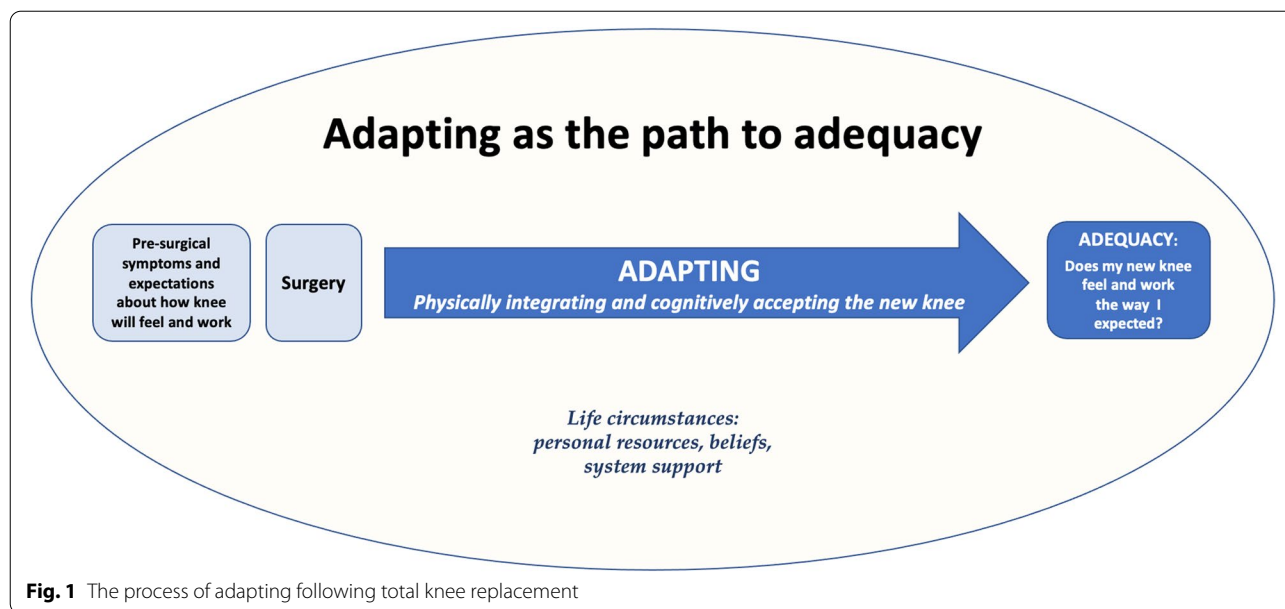 Adapting as the path to adequacy
Pre-surgical
symptoms and
expectations
about how knee
will feel and work
Surgery
ADAPTING
Physically integrating and cognitively accepting the new knee
ADEQUACY:
Does my new knee
feel and work
the way I
expected?
Life circumstances:
personal resources, beliefs,
system support
Fig. 1 The process of adapting following total knee replacement